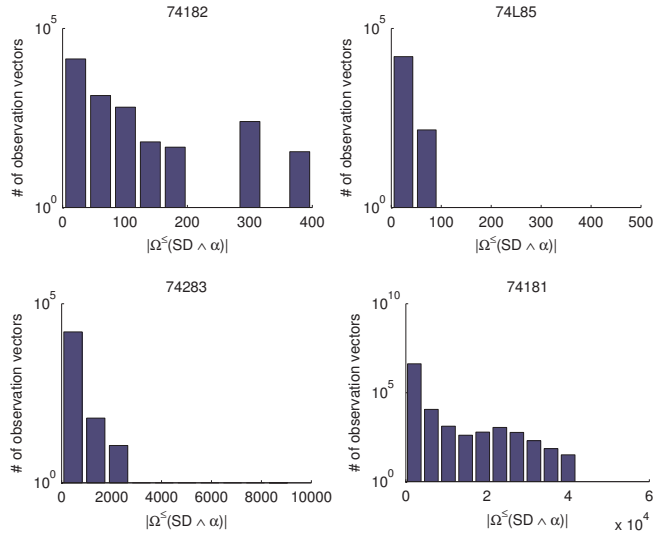 74182
10^5
10^0
# of observation vectors
0 100 200 300 400
|Ω^≤(SD ∧ α)|
74L85
10^5
10^0
# of observation vectors
0 100 200 300 400 500
|Ω^≤(SD ∧ α)|
74283
10^5
10^0
# of observation vectors
0 2000 4000 6000 8000 10000
|Ω^≤(SD ∧ α)|
74181
10^10
10^5
10^0
# of observation vectors
0 2 4 6
|Ω^≤(SD ∧ α)|
x 10^4